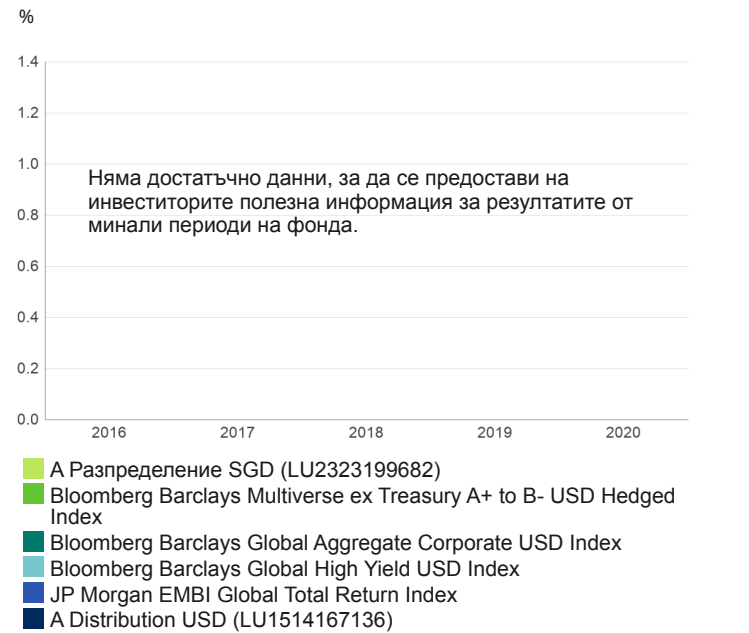 %
1.4
1.2
1.0
Няма достатъчно данни, за да се предостави на
инвеститорите полезна информация за резултатите от
0.8
минали периоди на фонда.
0.6
0.4
0.2
0.0
2016 2017 2018 2019 2020
А Разпределение SGD (LU2323199682)
Bloomberg Barclays Multiverse ex Treasury A+ to B- USD Hedged
Index
Bloomberg Barclays Global Aggregate Corporate USD Index
Bloomberg Barclays Global High Yield USD Index
JP Morgan EMBI Global Total Return Index
A Distribution USD (LU1514167136)